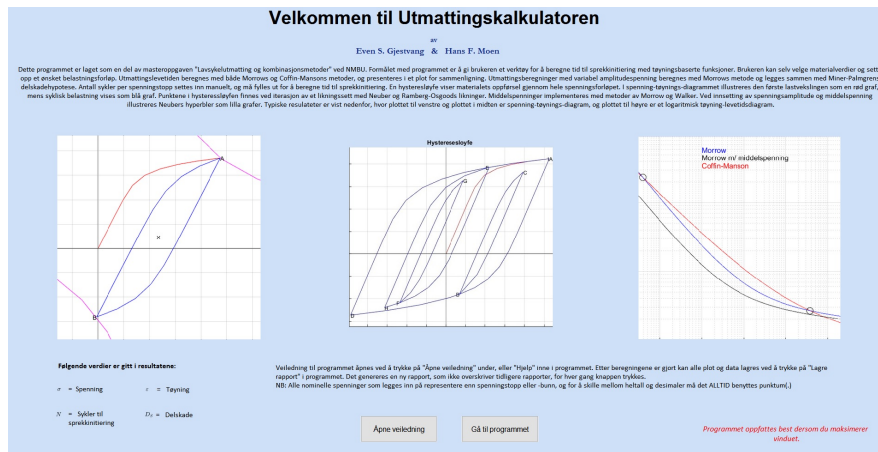 Velkommen til Utmattingskalkulatoren
av
Even S. Gjestvang & Hans F. Moen
Dette programmet er laget som en del av masteroppgaven "Lavsykelutmatting og kombinasjonsmetoder" ved NMBU. Formålet med programmet er å gi brukeren et verktøy for å beregne tid til sprekkinitiering med tøyningsbaserte funksjoner. Brukeren kan selv velge materialverdier og sett
opp et ønsket belastningsforløp. Utmattingslevetiden beregnes med både Morrows og Coffin-Mansons metoder, og presenteres i et plot for sammenligning. Utmattingsberegninger med variabel amplitudespenning beregnes med Morrows metode og legges sammen med Miner-Palmgrens
delskadehypotese. Antall sykler per spenningstopp settes inn manuelt, og må fylles ut for å beregne tid til sprekkinitiering. En hysteresløyfe viser materialets oppførsel gjennom hele spenningsforløpet. I spenning-tøynings-diagrammet illustreres den første lastvekslingen som en rød graf,
mens syklisk belastning vises som blå graf. Punktene i hysteresløyfen finnes ved iterasjon av et likningssett med Neuber og Ramberg-Osgoods likninger. Middelspenninger implementeres med metoder av Morrow og Walker. Ved innsetting av spenningsamplitude og middelspenning
illustreres Neubers hyperbler som lilla grafer. Typiske resulateter er vist nedenfor, hvor plottet til venstre og plottet i midten er spenning-tøynings-diagram, og plottet til høyre er et logaritmisk tøyning-levetidsdiagram.
A
B
Hysteresesløyfe
A
E
C
G
B
F
H
D
Morrow
Morrow m/ middelspenning
Coffin-Manson
Følgende verdier er gitt i resultatene:
σ = Spenning
ε = Tøyning
N = Sykler til
sprekkinitiering
Ds = Delskade
Veiledning til programmet åpnes ved å trykke på "Åpne veiledning" under, eller "Hjelp" inne i programmet. Etter beregningene er gjort kan alle plot og data lagres ved å trykke på "Lagre
rapport" i programmet. Det genereres en ny rapport, som ikke overskriver tidligere rapporter, for hver gang knappen trykkes.
NB: Alle nominelle spenninger som legges inn på representere enn spenningstopp eller -bunn, og for å skille mellom heltall og desimaler må det ALLTID benyttes punktum(.)
Åpne veiledning
Gå til programmet
Programmet oppfattes best dersom du maksimerer
vinduet.